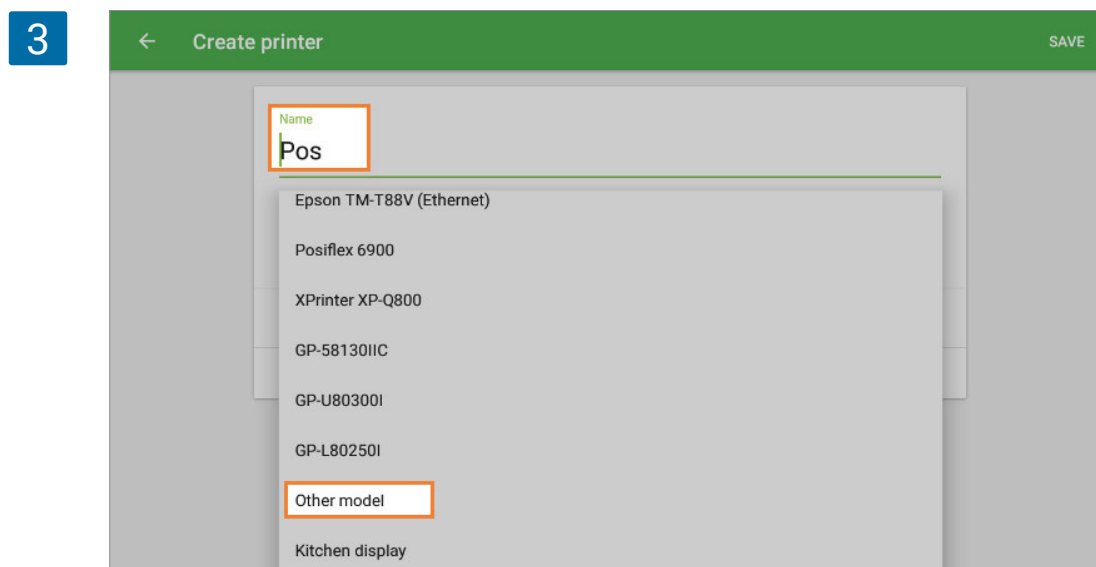 3
Create printer
SAVE
Name
Pos
Epson TM-T88V (Ethernet)
Posiflex 6900
XPrinter XP-Q800
GP-58130IIC
GP-U80300I
GP-L80250I
Other model
Kitchen display